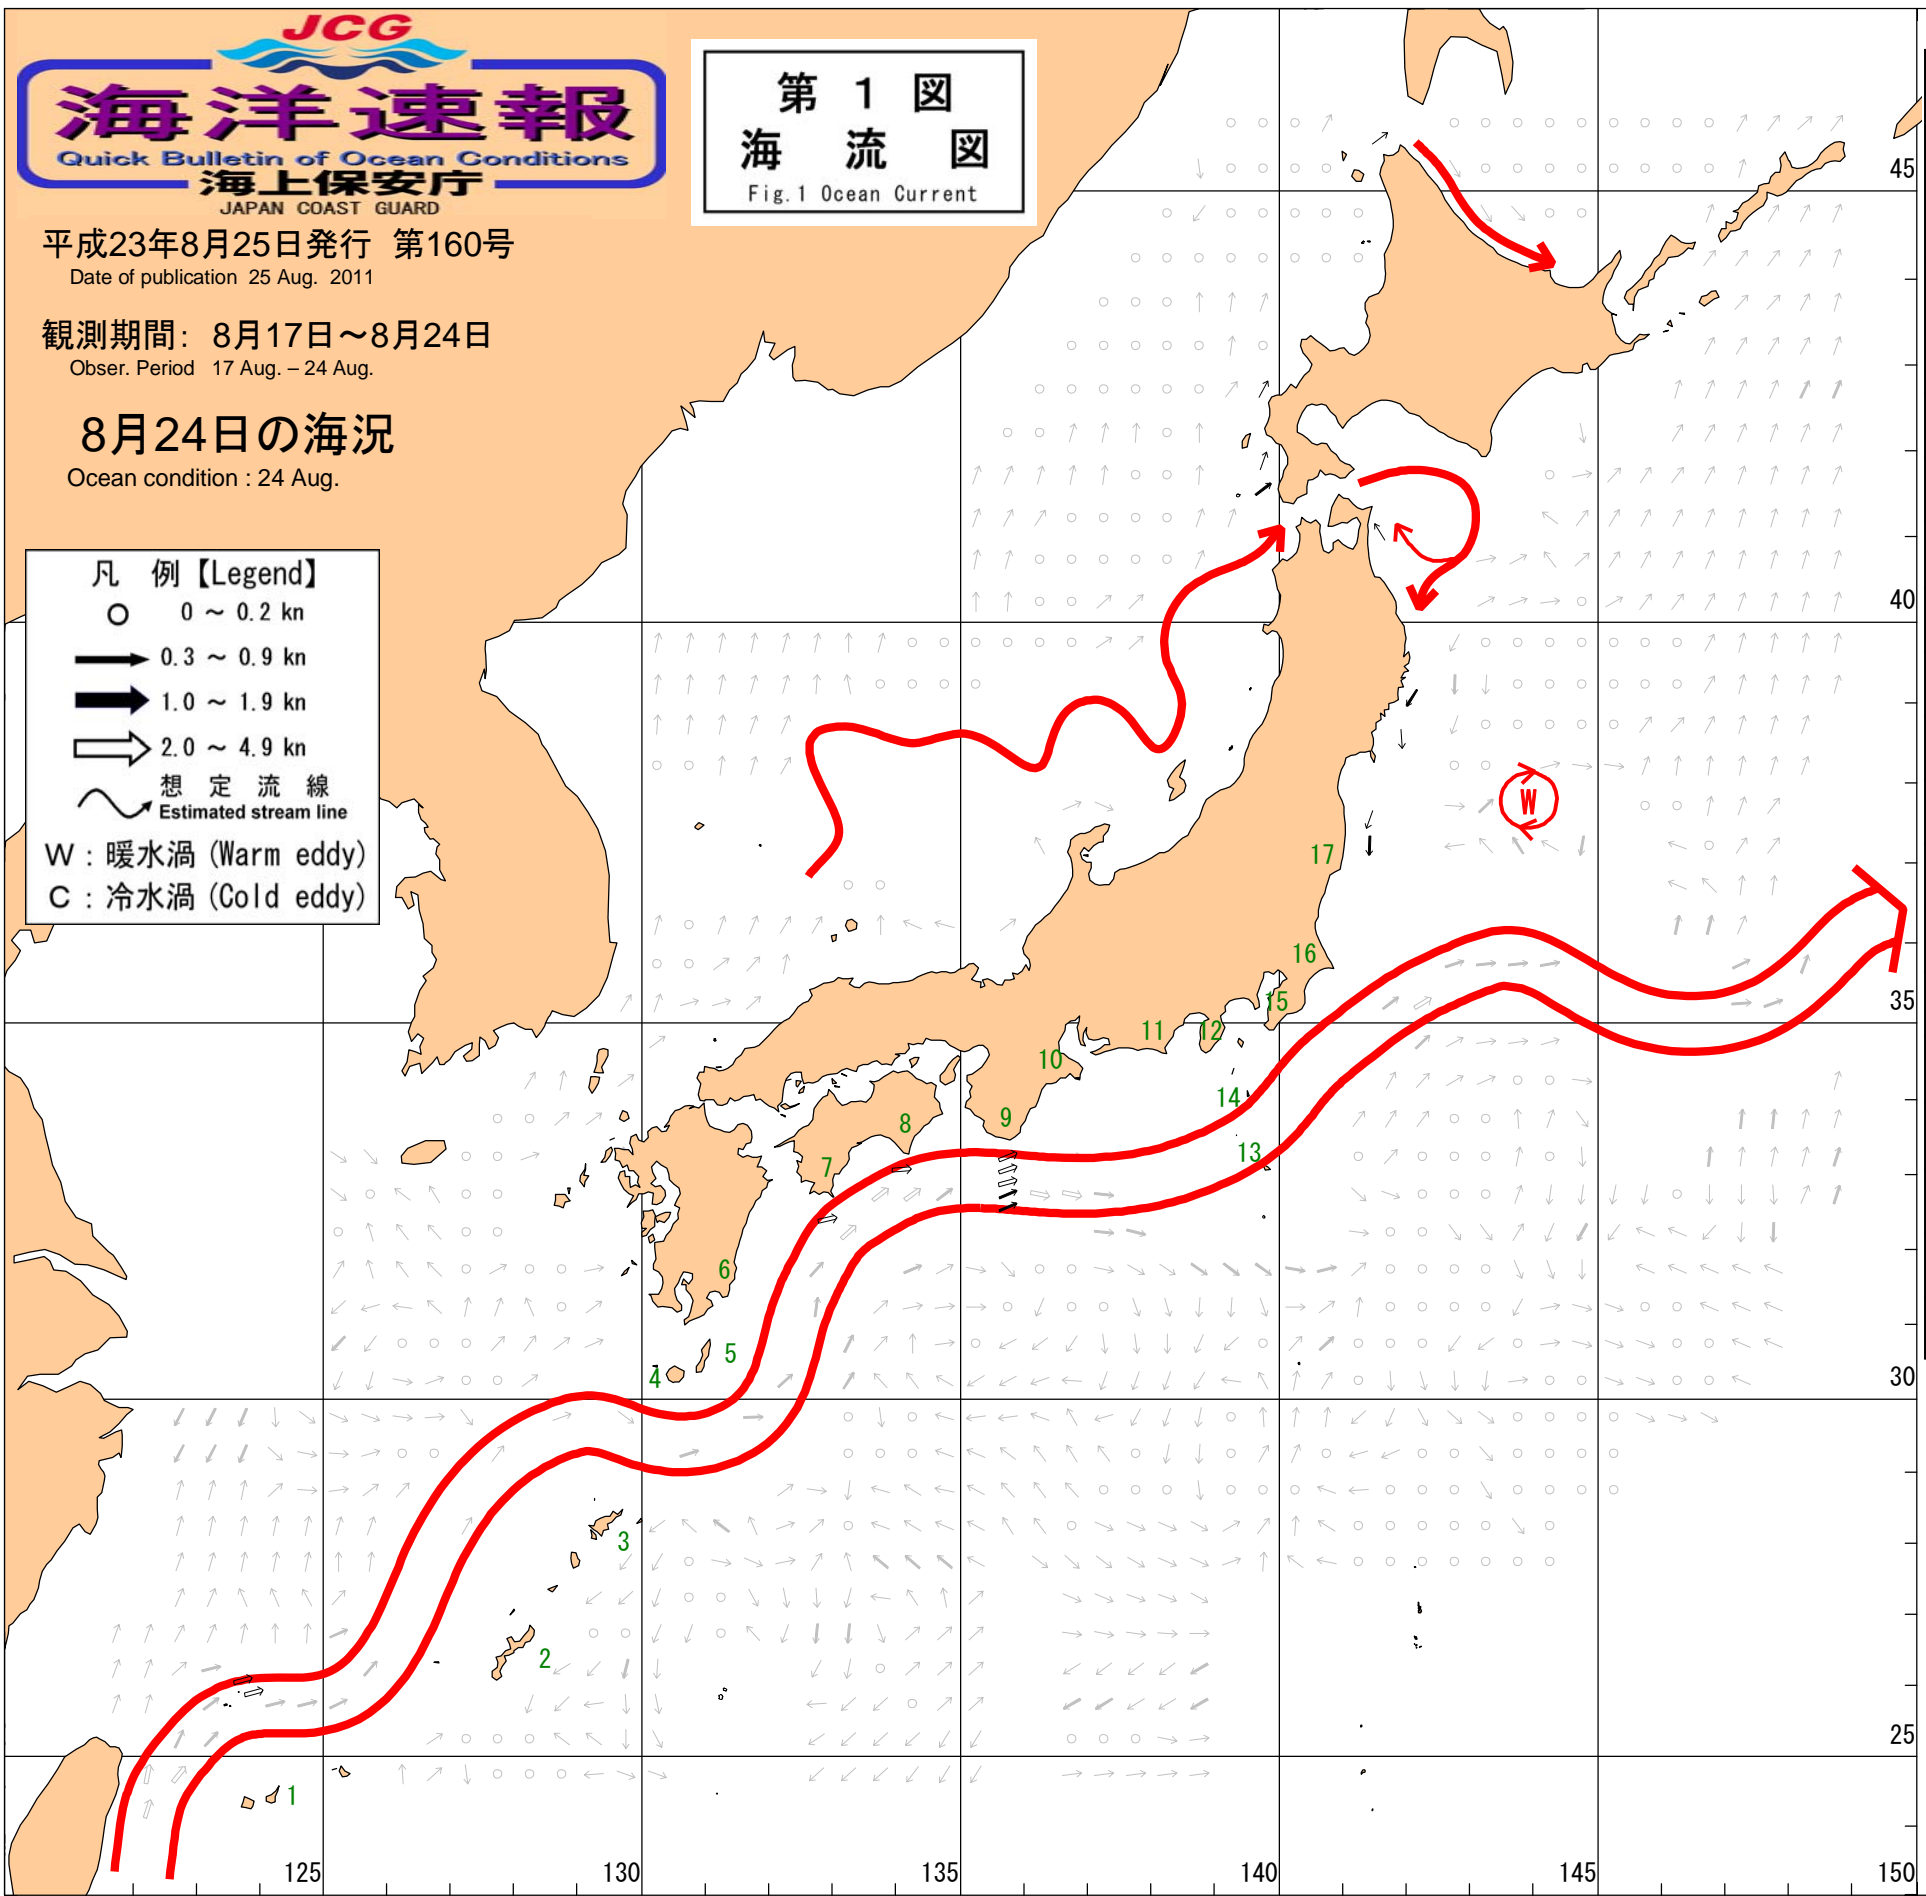 JCG
海洋速報
Quick Bulletin of Ocean Conditions
海上保安庁
JAPAN COAST GUARD
第 1 図
海 流 図
Fig.1 Ocean Current
平成23年8月25日発行 第160号
Date of publication 25 Aug. 2011
観測期間: 8月17日～8月24日
Obser. Period 17 Aug. – 24 Aug.
8月24日の海況
Ocean condition : 24 Aug.
凡 例【Legend】
0 ～ 0.2 kn
0.3 ～ 0.9 kn
1.0 ～ 1.9 kn
2.0 ～ 4.9 kn
想 定 流 線
Estimated stream line
W : 暖水渦 (Warm eddy)
C : 冷水渦 (Cold eddy)
45
40
W
17
16
35
15
11
12
10
14
9
8
13
7
6
5
4
30
3
2
25
1
125
130
135
140
145
150